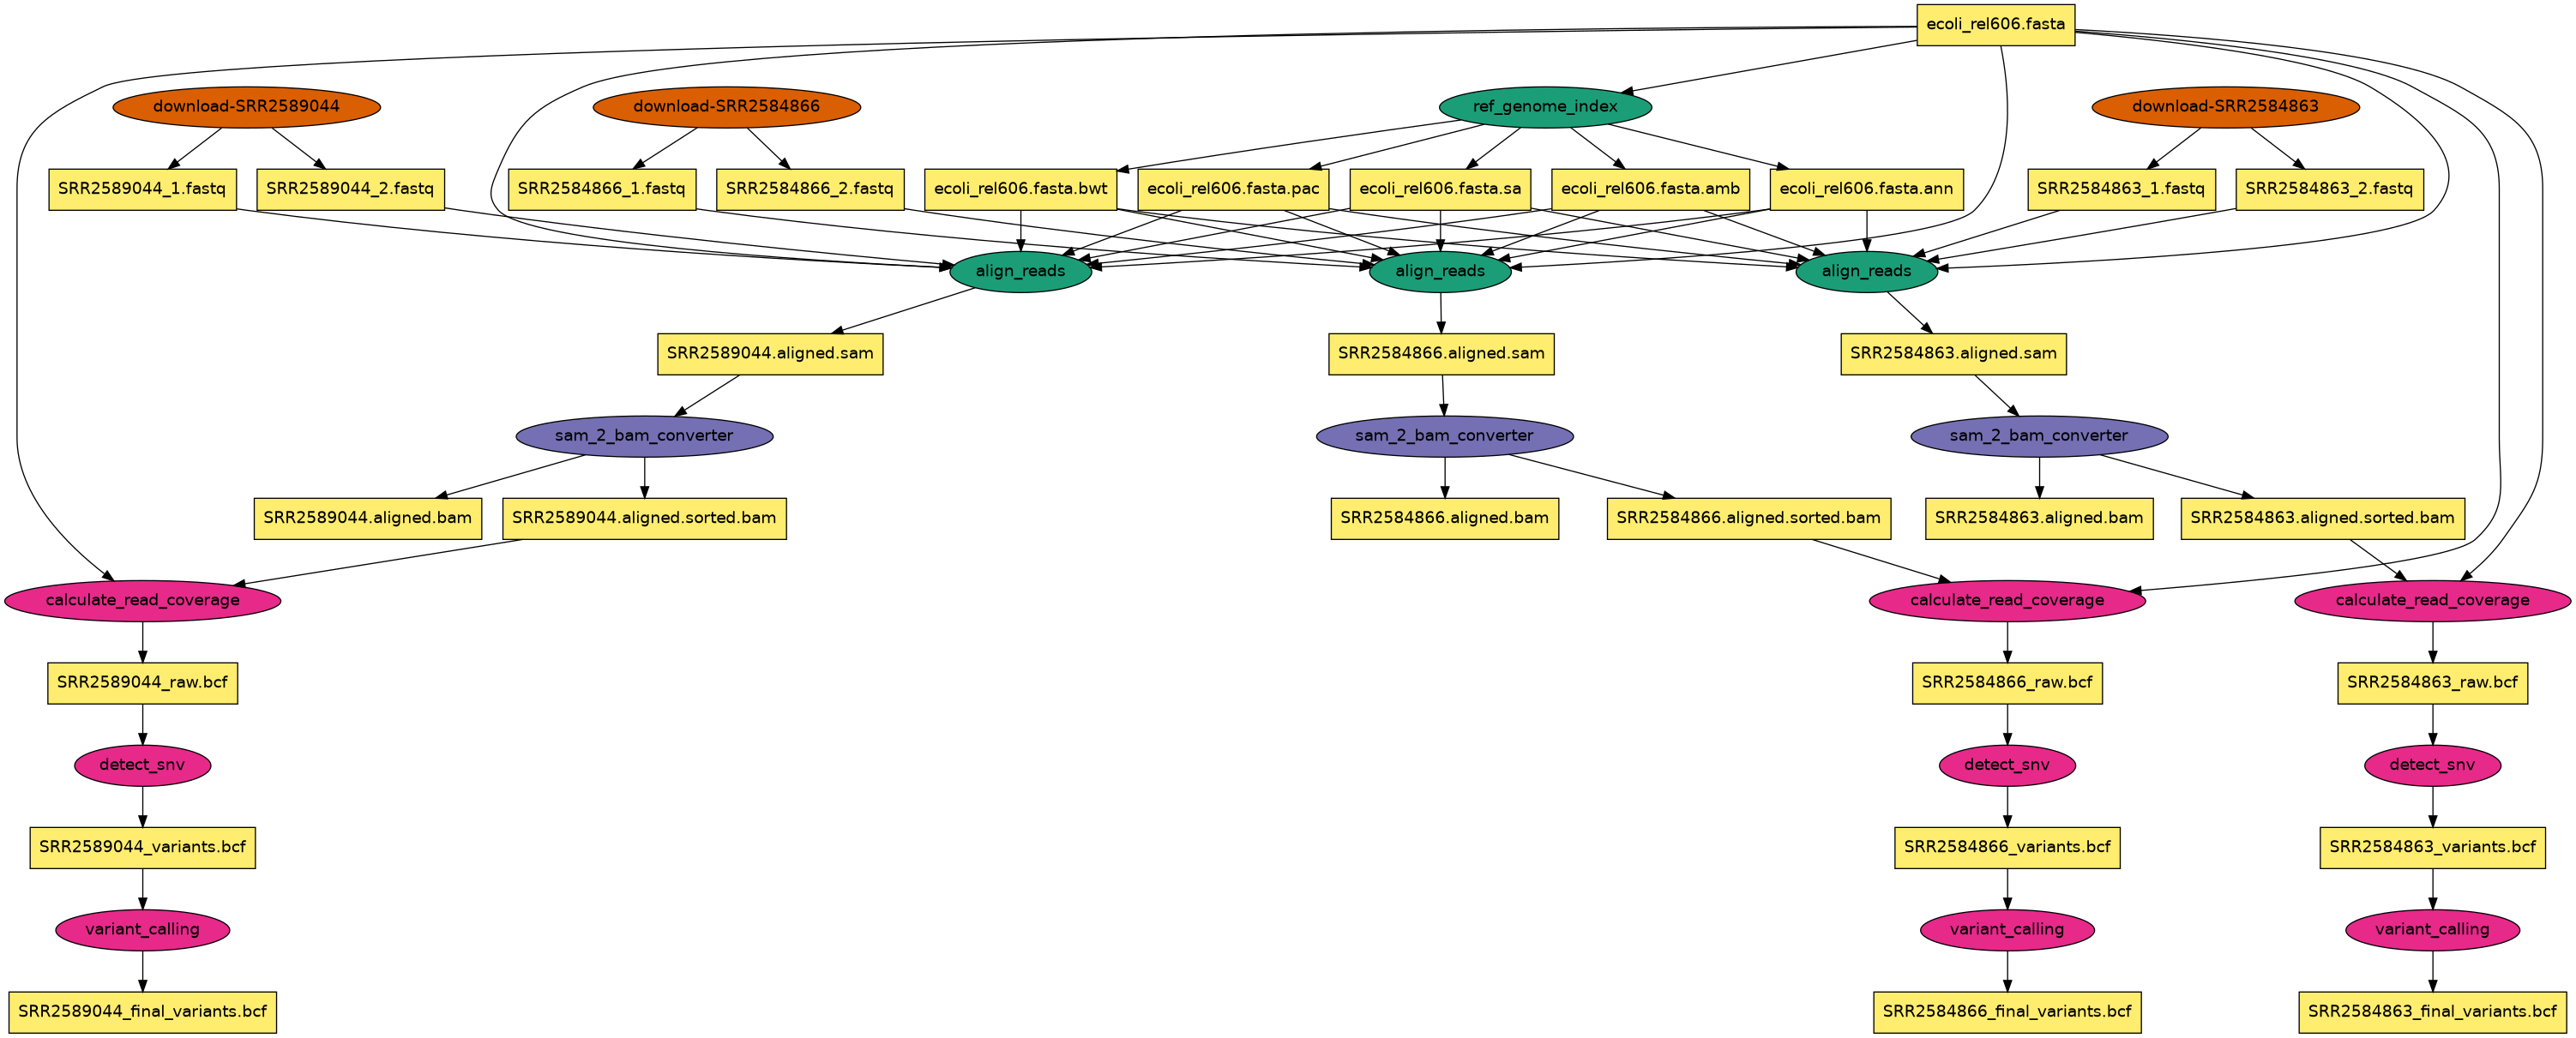 ecoli_rel606.fasta
download-SRR2589044
download-SRR2584866
ref_genome_index
download-SRR2584863
SRR2589044_1.fastq
SRR2589044_2.fastq
SRR2584866_1.fastq
SRR2584866_2.fastq
ecoli_rel606.fasta.bwt
ecoli_rel606.fasta.pac
ecoli_rel606.fasta.sa
ecoli_rel606.fasta.amb
ecoli_rel606.fasta.ann
SRR2584863_1.fastq
SRR2584863_2.fastq
align_reads
align_reads
align_reads
SRR2589044.aligned.sam
SRR2584866.aligned.sam
SRR2584863.aligned.sam
sam_2_bam_converter
sam_2_bam_converter
sam_2_bam_converter
SRR2589044.aligned.bam
SRR2589044.aligned.sorted.bam
SRR2584866.aligned.bam
SRR2584866.aligned.sorted.bam
SRR2584863.aligned.bam
SRR2584863.aligned.sorted.bam
calculate_read_coverage
calculate_read_coverage
calculate_read_coverage
SRR2589044_raw.bcf
SRR2584866_raw.bcf
SRR2584863_raw.bcf
detect_snv
detect_snv
detect_snv
SRR2589044_variants.bcf
SRR2584866_variants.bcf
SRR2584863_variants.bcf
variant_calling
variant_calling
variant_calling
SRR2589044_final_variants.bcf
SRR2584866_final_variants.bcf
SRR2584863_final_variants.bcf